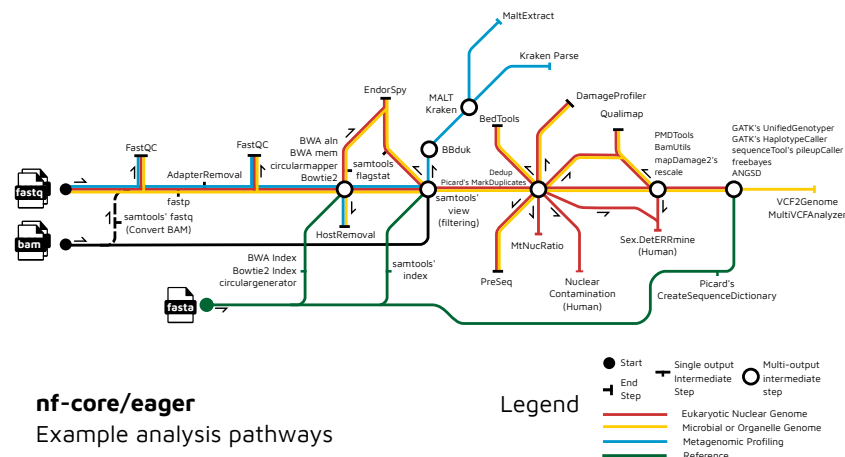 MaltExtract
Kraken Parse
EndorSpy
MALT
Kraken
DamageProfiler
BedTools
Qualimap
FastQC
FastQC
AdapterRemoval
fastp
BWA aln
BWA mem
circularmapper
Bowtie2
samtools
flagstat
BBduk
Dedup
Picard's MarkDuplicates
PMDTools
BamUtils
mapDamage2's
rescale
GATK's UnifiedGenotyper
GATK's HaplotypeCaller
sequenceTool's pileupCaller
freebayes
ANGSD
fastq
samtools' fastq
(Convert BAM)
bam
HostRemoval
samtools'
view
(filtering)
VCF2Genome
MultiVCFAnalyzer
MtNucRatio
Sex.DetERRmine
(Human)
BWA Index
Bowtie2 Index
circulargenerator
samtools'
index
PreSeq
Nuclear
Contamination
(Human)
Picard's
CreateSequenceDictionary
fasta
nf-core/eager
Example analysis pathways
Legend
Start
End
Step
Single output
Intermediate
Step
Multi-output
intermediate
step
Eukaryotic Nuclear Genome
Microbial or Organelle Genome
Metagenomic Profiling
Reference